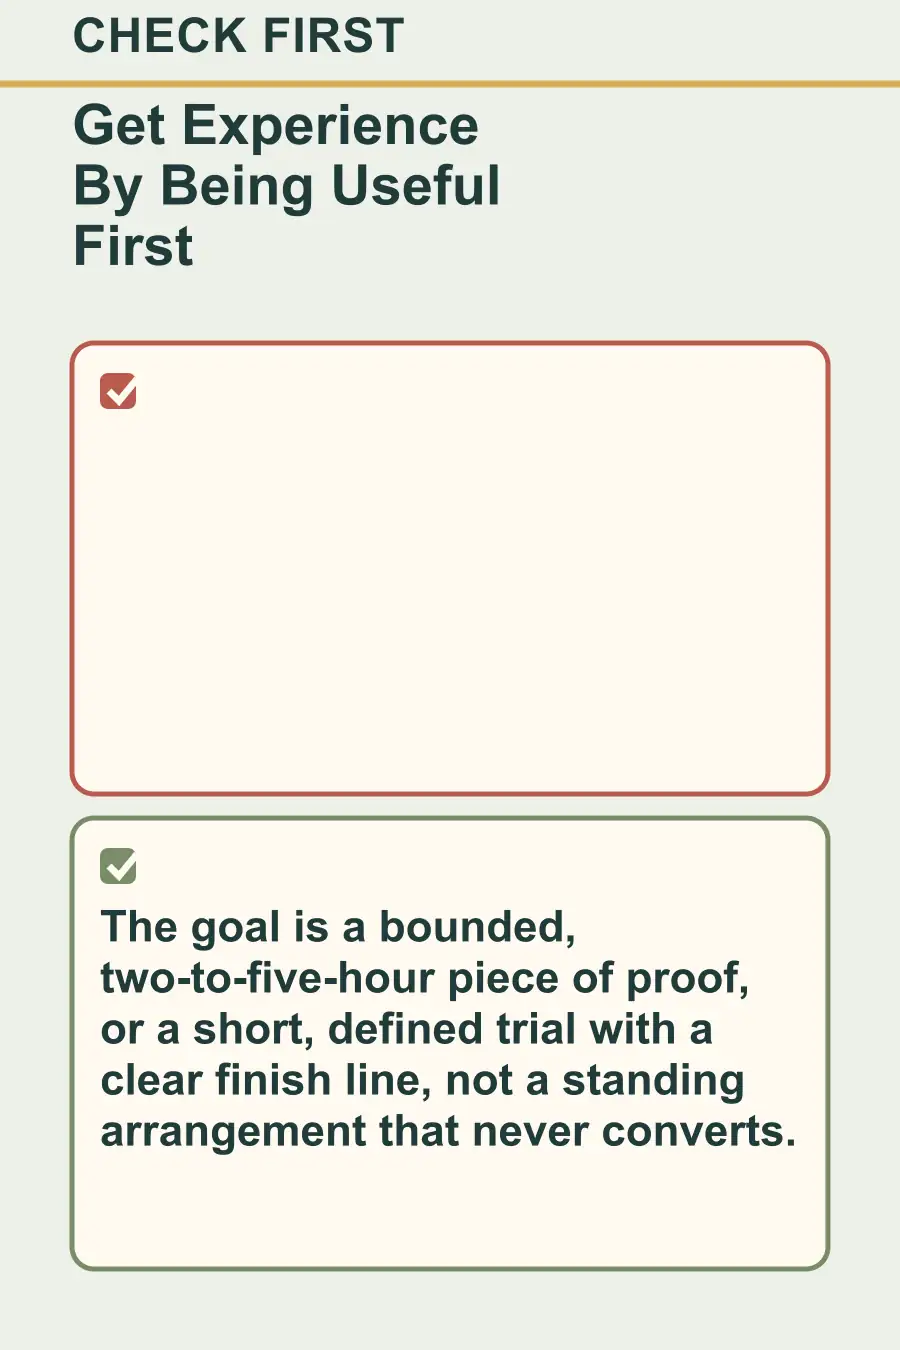 CHECK FIRST
Get Experience
By Being Useful
First
The goal is a bounded,
two-to-five-hour piece of proof,
or a short, defined trial with a
clear finish line, not a standing
arrangement that never converts.